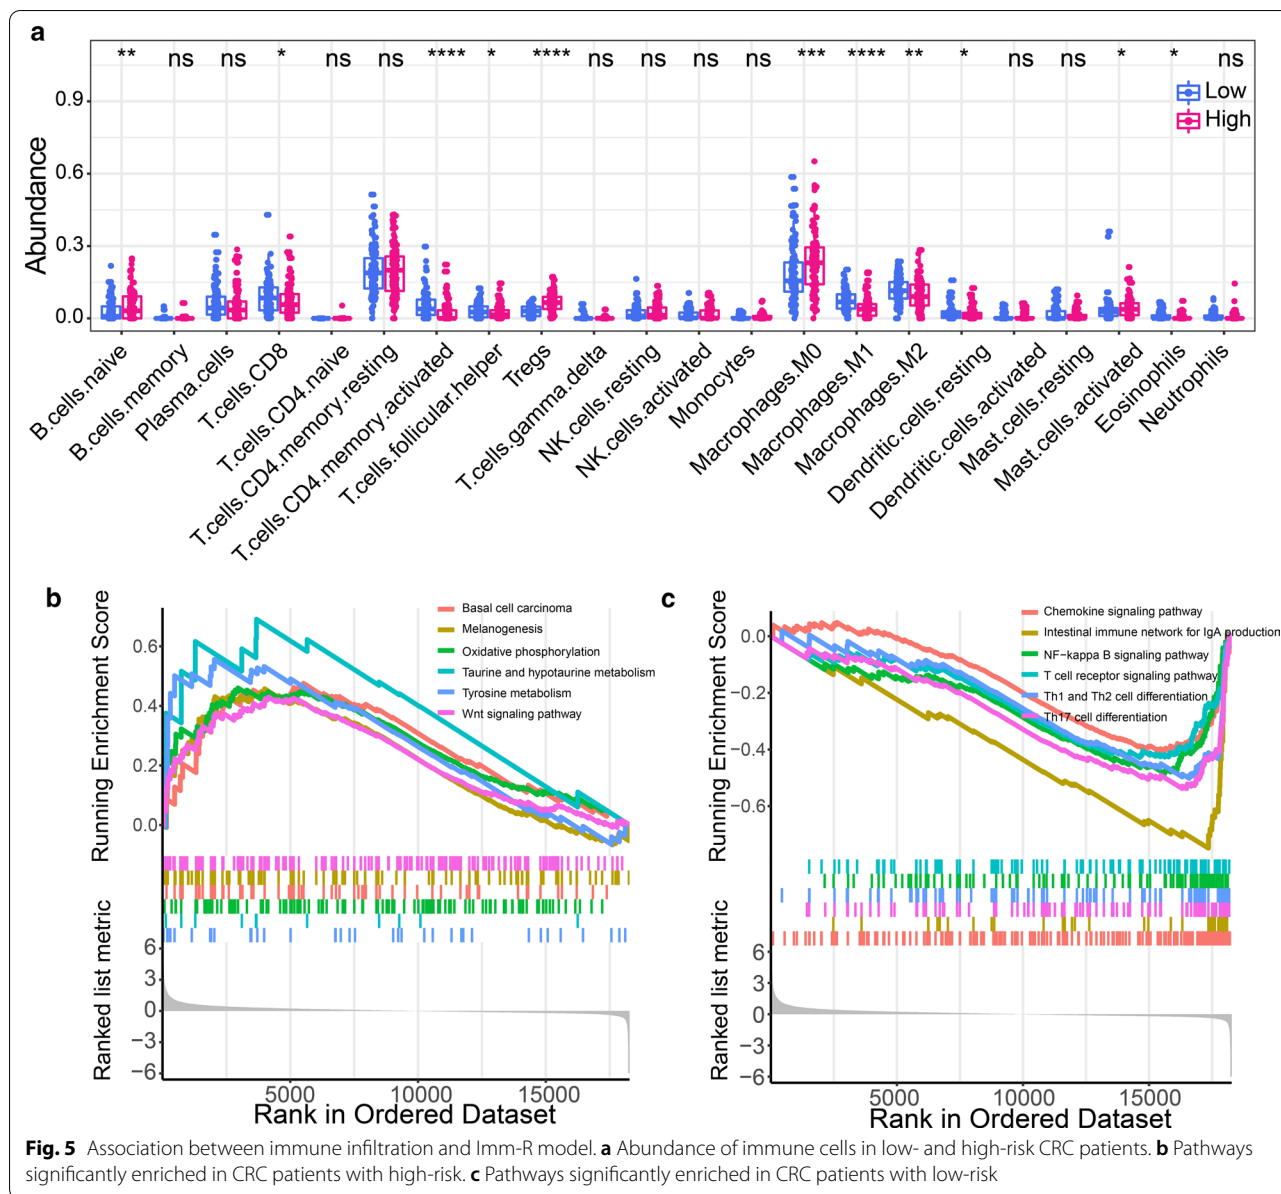 a
** ns ns * ns ns **** * **** ns ns ns ns *** **** ** * ns ns * * ns
Low
High
Abundance
0.9
0.6
0.3
0.0
B.cells.naive
B.cells.memory
Plasma.cells
T.cells.CD8
T.cells.CD4.naive
T.cells.CD4.memory.resting
T.cells.CD4.memory.activated
T.cells.follicular.helper
Tregs
T.cells.gamma.delta
NK.cells.resting
NK.cells.activated
Monocytes
Macrophages.M0
Macrophages.M1
Macrophages.M2
Dendritic.cells.resting
Dendritic.cells.activated
Mast.cells.resting
Mast.cells.activated
Eosinophils
Neutrophils
b
Running Enrichment Score
0.6
0.4
0.2
0.0
Basal cell carcinoma
Melanogenesis
Oxidative phosphorylation
Taurine and hypotaurine metabolism
Tyrosine metabolism
Wnt signaling pathway
Ranked list metric
6
3
0
−3
−6
5000 10000 15000
Rank in Ordered Dataset
c
Running Enrichment Score
0.0
−0.2
−0.4
−0.6
Chemokine signaling pathway
Intestinal immune network for IgA production
NF−kappa B signaling pathway
T cell receptor signaling pathway
Th1 and Th2 cell differentiation
Th17 cell differentiation
Ranked list metric
6
3
0
−3
−6
5000 10000 15000
Rank in Ordered Dataset
Fig. 5 Association between immune infiltration and Imm-R model. a Abundance of immune cells in low- and high-risk CRC patients. b Pathways
significantly enriched in CRC patients with high-risk. c Pathways significantly enriched in CRC patients with low-risk